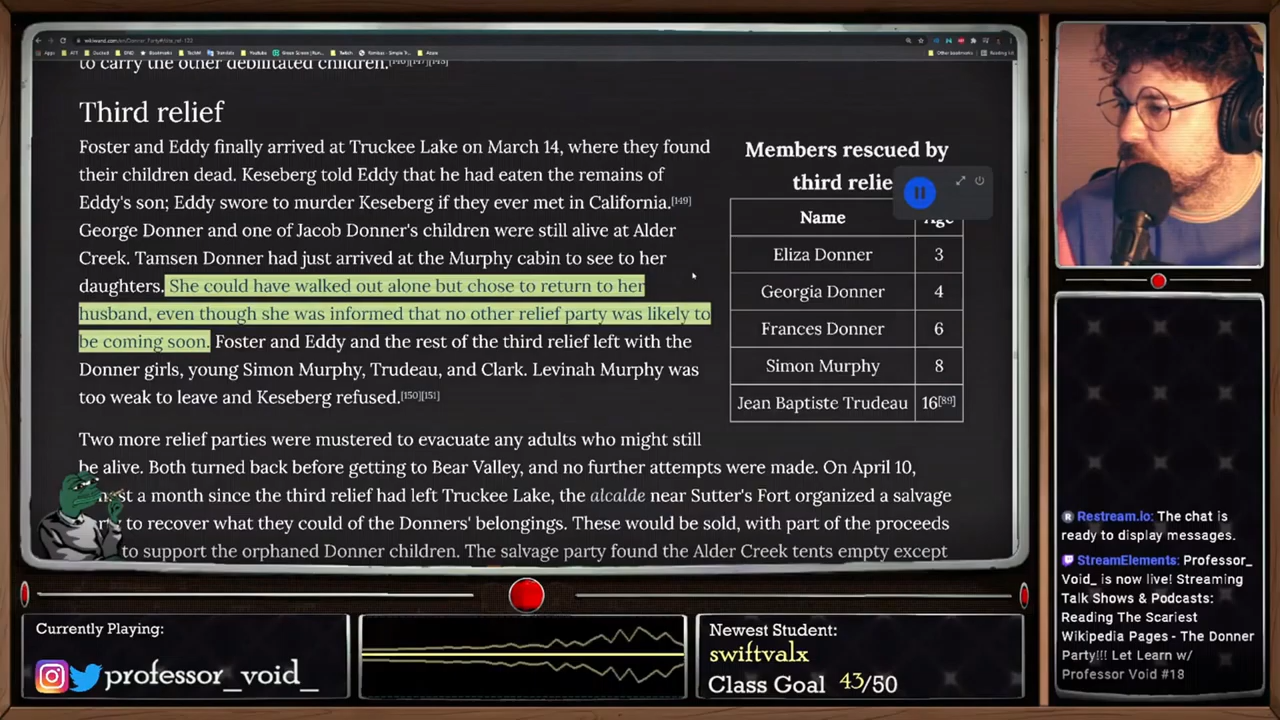 to carry the other debilitated children.
Third relief
Foster and Eddy finally arrived at Truckee Lake on March 14, where they found
their children dead. Keseberg told Eddy that he had eaten the remains of
Eddy's son; Eddy swore to murder Keseberg if they ever met in California.[149]
George Donner and one of Jacob Donner's children were still alive at Alder
Creek. Tamsen Donner had just arrived at the Murphy cabin to see to her
daughters. She could have walked out alone but chose to return to her
husband, even though she was informed that no other relief party was likely to
be coming soon. Foster and Eddy and the rest of the third relief left with the
Donner girls, young Simon Murphy, Trudeau, and Clark. Levinah Murphy was
too weak to leave and Keseberg refused.[150][151]
Two more relief parties were mustered to evacuate any adults who might still
be alive. Both turned back before getting to Bear Valley, and no further attempts were made. On April 10,
a month since the third relief had left Truckee Lake, the alcalde near Sutter's Fort organized a salvage
to recover what they could of the Donners' belongings. These would be sold, with part of the proceeds
to support the orphaned Donner children. The salvage party found the Alder Creek tents empty except
Members rescued by
third relie
Name Age
Eliza Donner 3
Georgia Donner 4
Frances Donner 6
Simon Murphy 8
Jean Baptiste Trudeau 16[89]
Restream.io: The chat is
ready to display messages.
StreamElements: Professor_
Void_ is now live! Streaming
Talk Shows & Podcasts:
Reading The Scariest
Wikipedia Pages - The Donner
Party!!! Let Learn w/
Professor Void #18
Currently Playing:
professor_void_
Newest Student:
swiftvalx
Class Goal 43/50